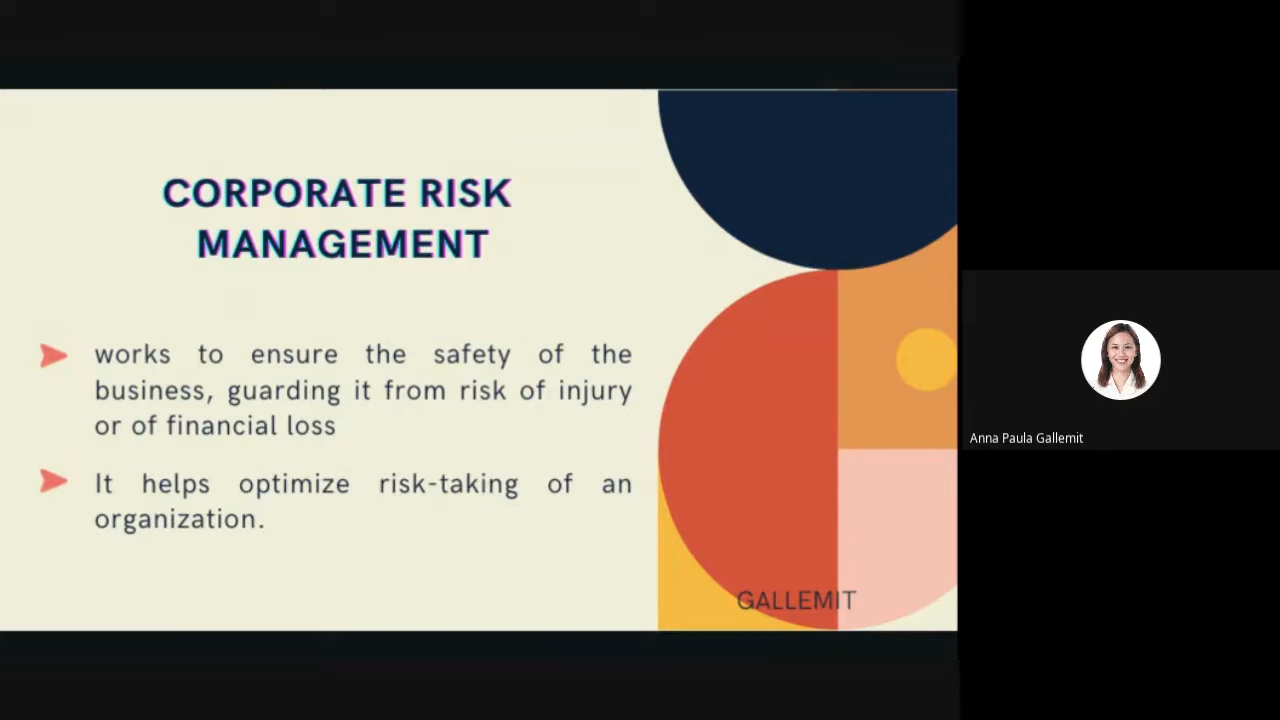 CORPORATE RISK
MANAGEMENT
works to ensure the safety of the
business, guarding it from risk of injury
or of financial loss
It helps optimize risk-taking of an
organization.
GALLEMIT
Anna Paula Gallemit